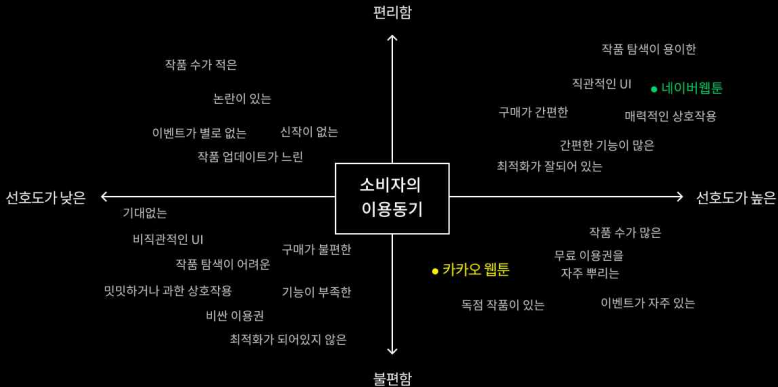 편리함
작품 수가 적은
논란이 있는
이벤트가 별로 없는
신작이 없는
작품 업데이트가 느린
작품 탐색이 용이한
직관적인 UI
네이버웹툰
구매가 간편한
매력적인 상호작용
간편한 기능이 많은
최적화가 잘되어 있는
선호도가 낮은
소비자의
이용동기
선호도가 높은
기대없는
비직관적인 UI
작품 탐색이 어려운
구매가 불편한
밋밋하거나 과한 상호작용
기능이 부족한
비싼 이용권
최적화가 되어있지 않은
작품 수가 많은
무료 이용권을
자주 뿌리는
카카오 웹툰
독점 작품이 있는
이벤트가 자주 있는
불편함